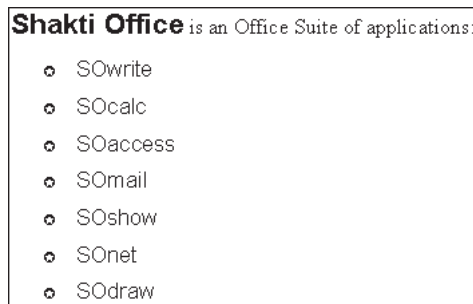 Shakti Office is an Office Suite of applications:
SOwrite
SOcalc
SOaccess
SOmail
SOshow
SOnet
SOdraw